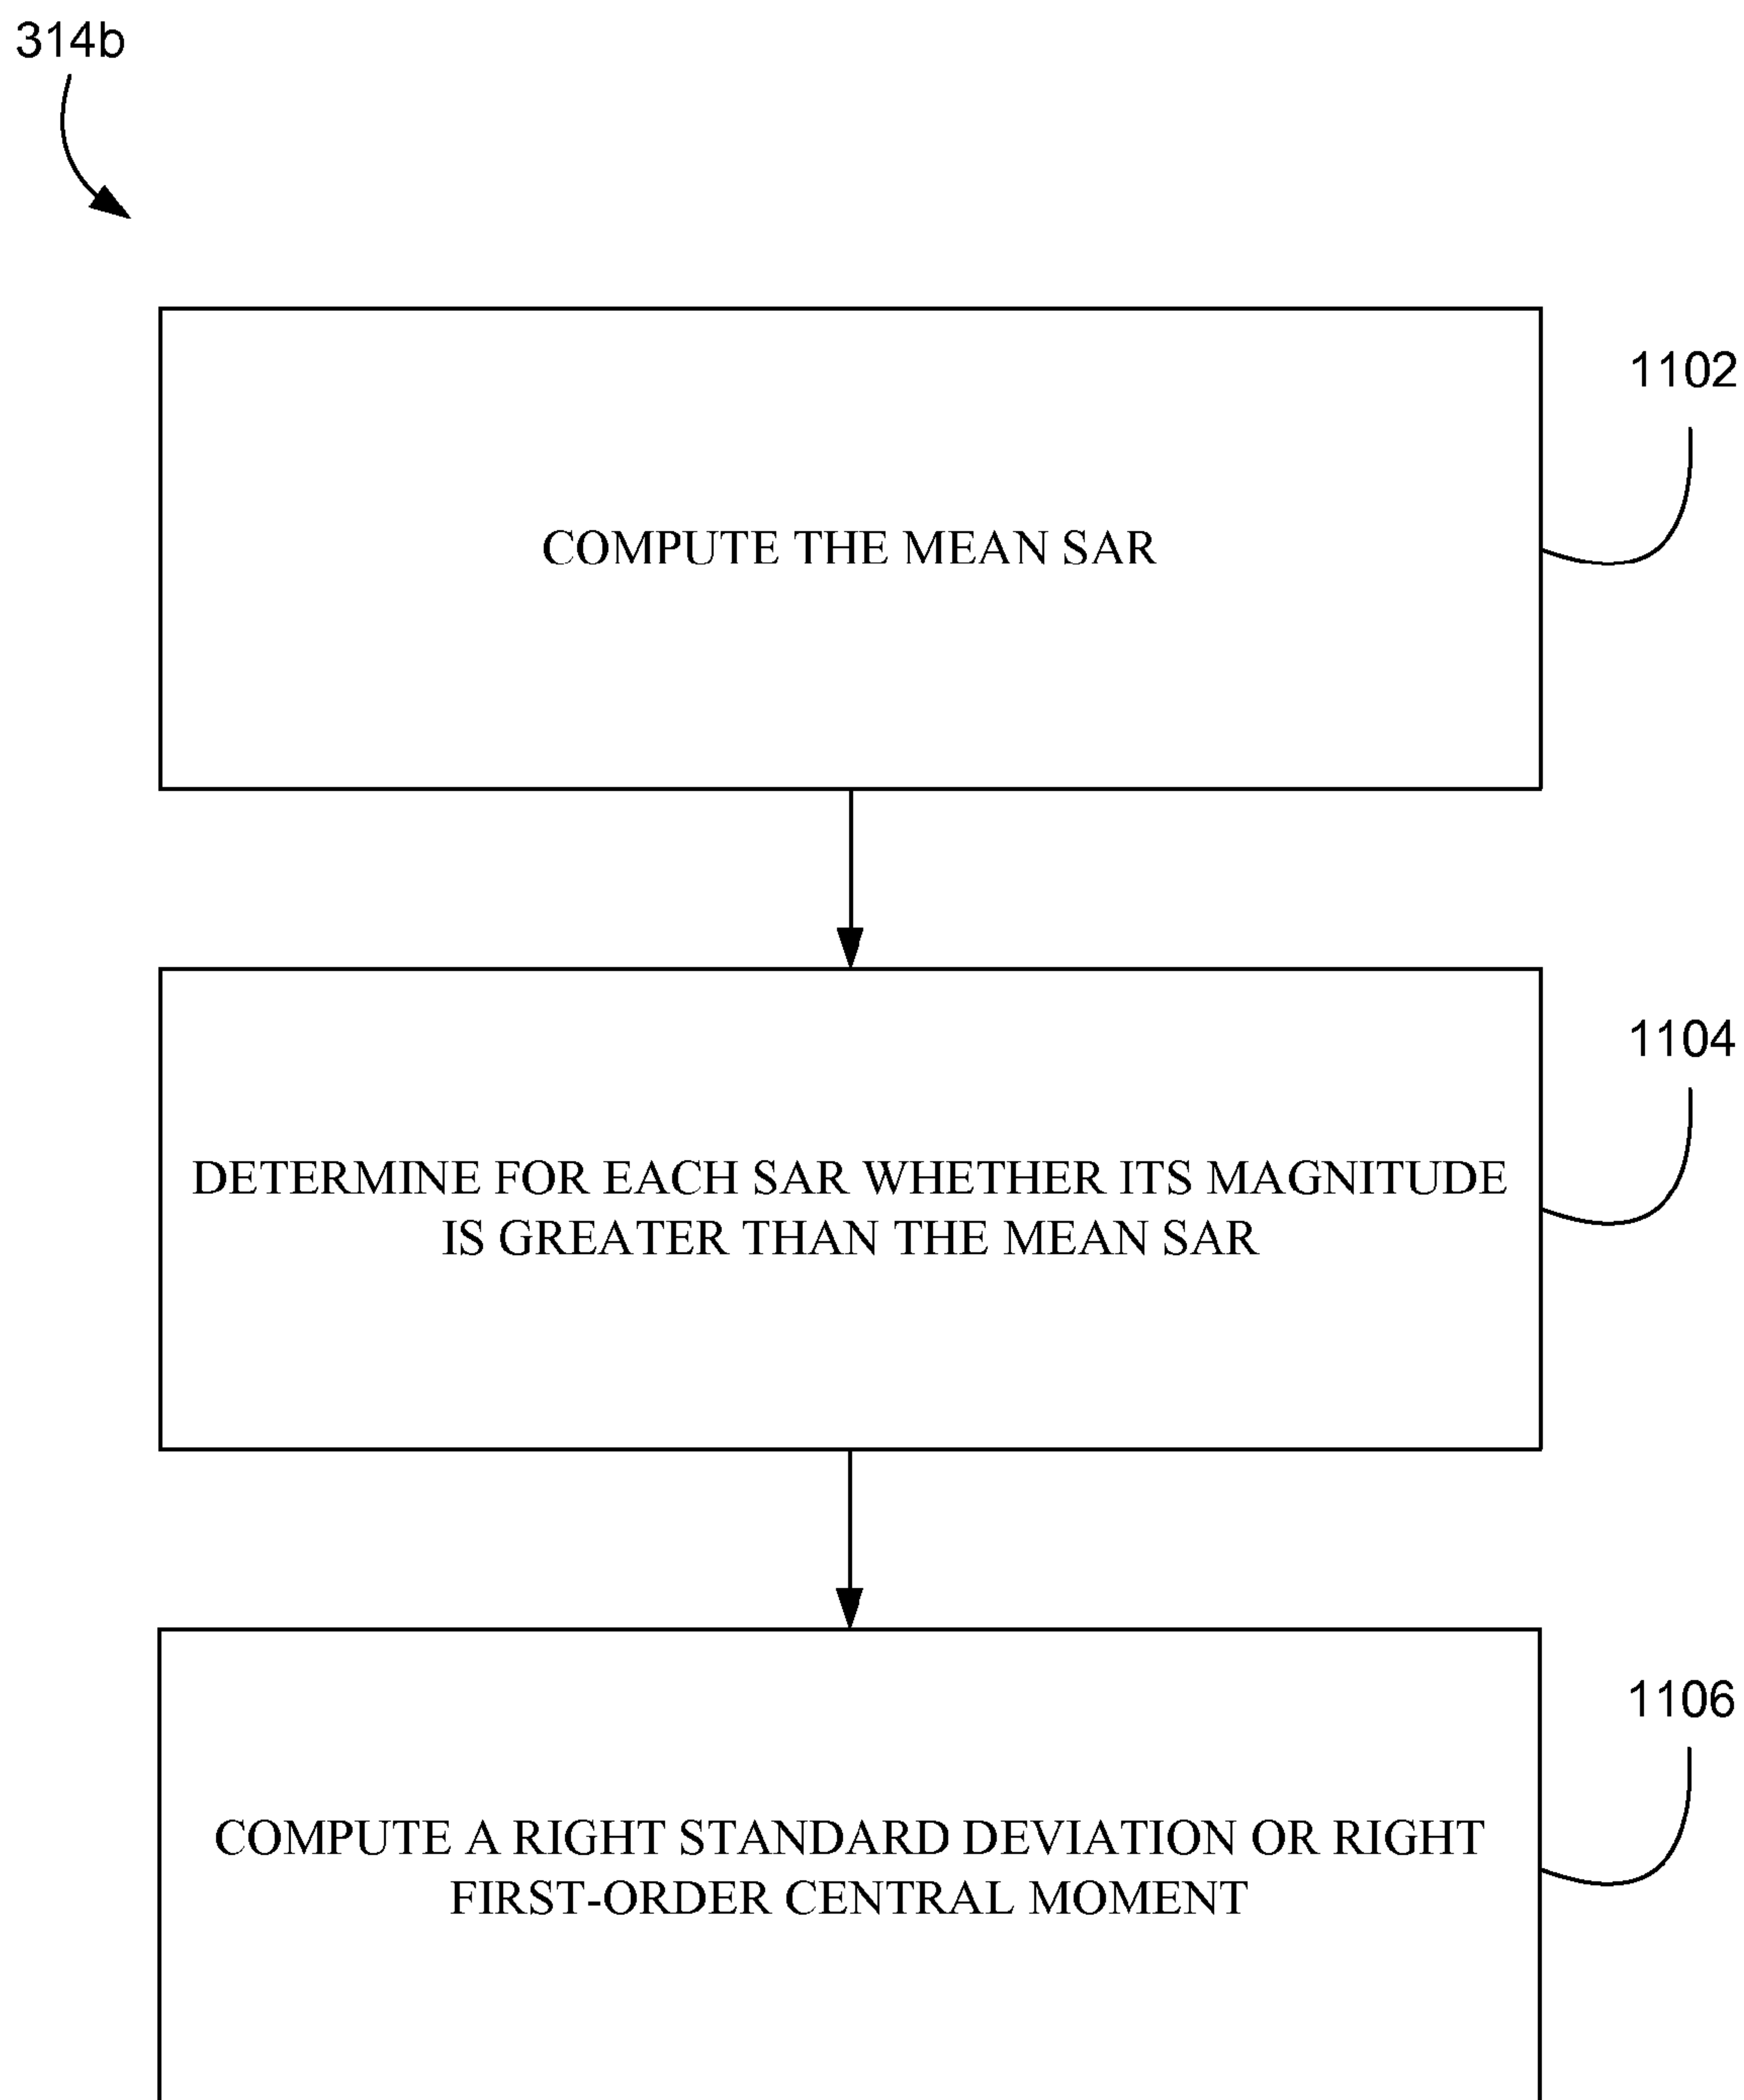 314b
1102
COMPUTE THE MEAN SAR
1104
DETERMINE FOR EACH SAR WHETHER ITS MAGNITUDE
IS GREATER THAN THE MEAN SAR
1106
COMPUTE A RIGHT STANDARD DEVIATION OR RIGHT
FIRST-ORDER CENTRAL MOMENT